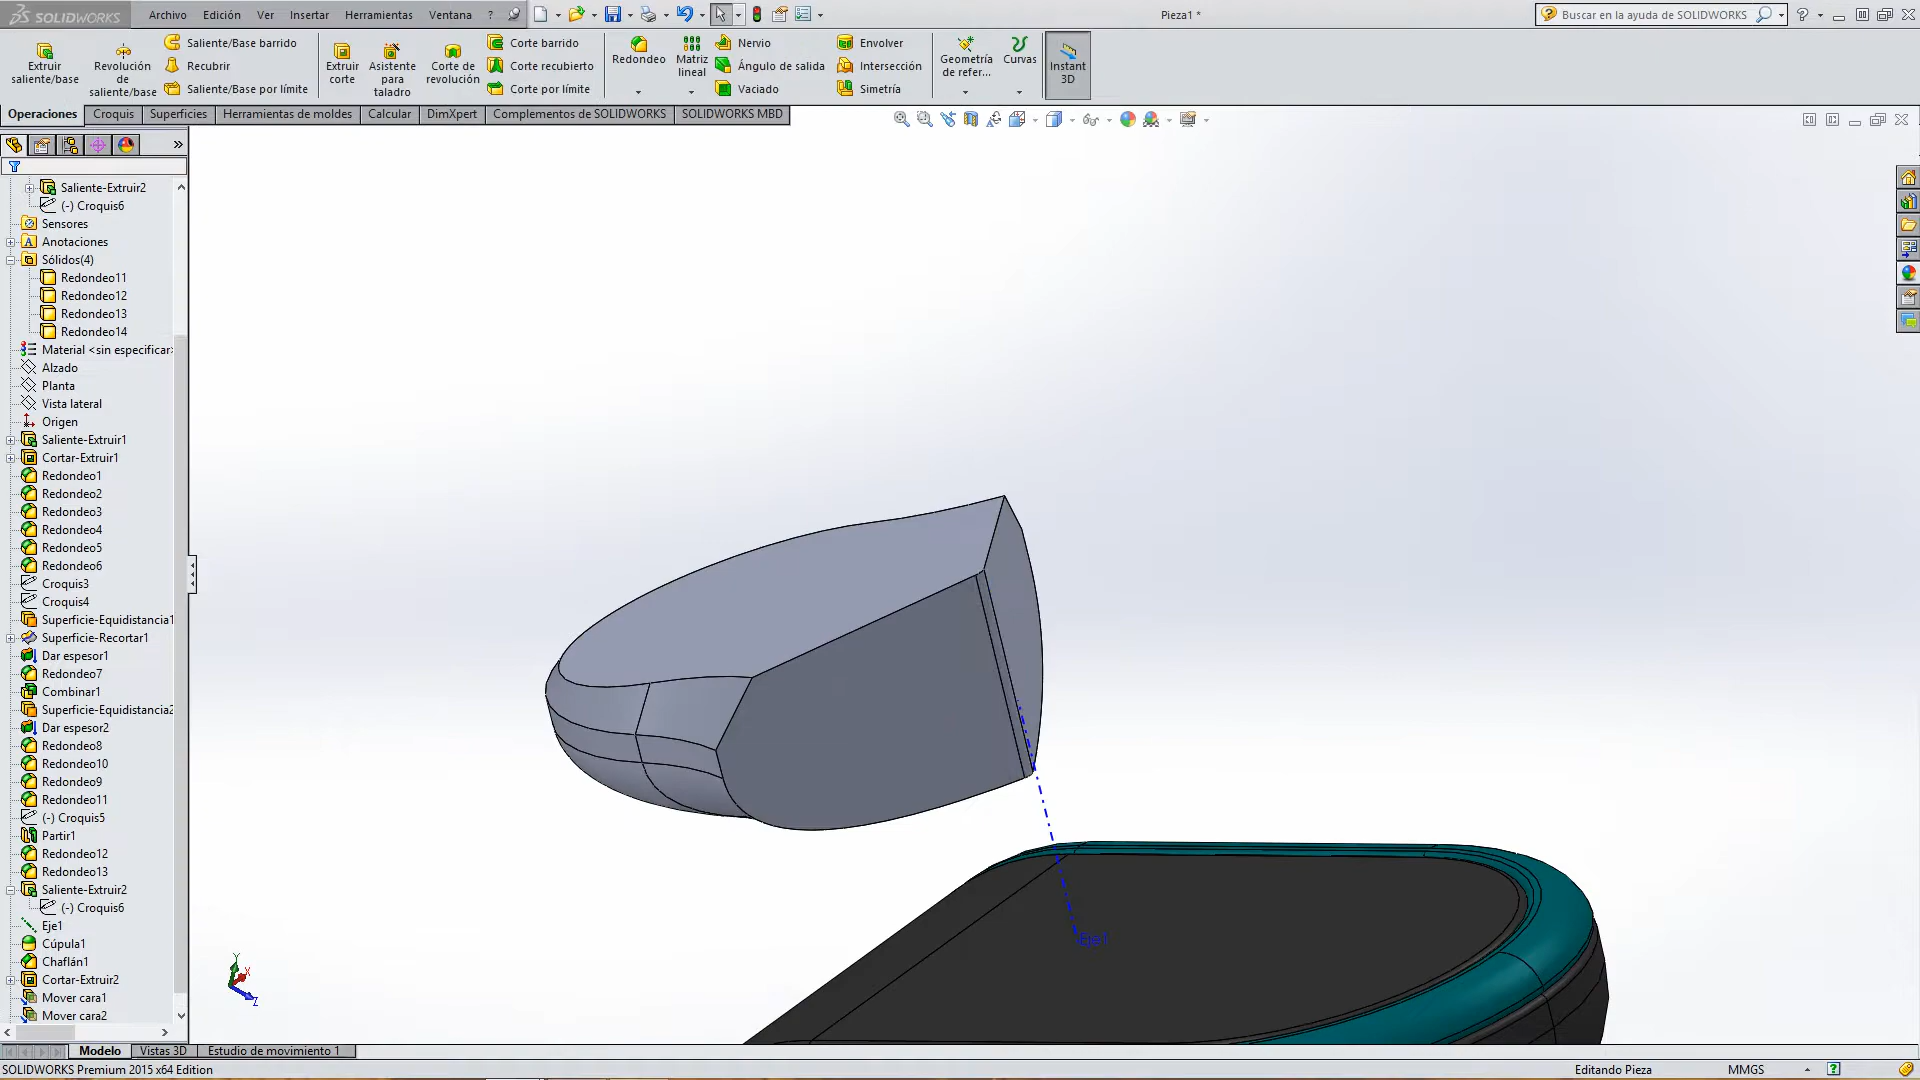 SOLIDWORKS
Archivo
Edición
Ver
Insertar
Herramientas
Ventana
?
Pieza1 *
Buscar en la ayuda de SOLIDWORKS
?
Extruir
saliente/base
Revolución
de
saliente/base
Saliente/Base barrido
Recubrir
Saliente/Base por límite
Extruir
corte
Asistente
para
taladro
Corte de
revolución
Corte barrido
Corte recubierto
Corte por límite
Redondeo
Matriz
lineal
Nervio
Ángulo de salida
Vaciado
Envolver
Intersección
Simetría
Geometría
de refer...
Curvas
Instant
3D
Operaciones
Croquis
Superficies
Herramientas de moldes
Calcular
DimXpert
Complementos de SOLIDWORKS
SOLIDWORKS MBD
Saliente-Extruir2
(-) Croquis6
Sensores
Anotaciones
Sólidos(4)
Redondeo11
Redondeo12
Redondeo13
Redondeo14
Material <sin especificar>
Alzado
Planta
Vista lateral
Origen
Saliente-Extruir1
Cortar-Extruir1
Redondeo1
Redondeo2
Redondeo3
Redondeo4
Redondeo5
Redondeo6
Croquis3
Croquis4
Superficie-Equidistancia1
Superficie-Recortar1
Dar espesor1
Redondeo7
Combinar1
Superficie-Equidistancia2
Dar espesor2
Redondeo8
Redondeo10
Redondeo9
Redondeo11
(-) Croquis5
Partir1
Redondeo12
Redondeo13
Saliente-Extruir2
(-) Croquis6
Eje1
Cúpula1
Chaflán1
Cortar-Extruir2
Mover cara1
Mover cara2
Eje1
Y
X
Z
Modelo
Vistas 3D
Estudio de movimiento 1
SOLIDWORKS Premium 2015 x64 Edition
Editando Pieza
MMGS
?